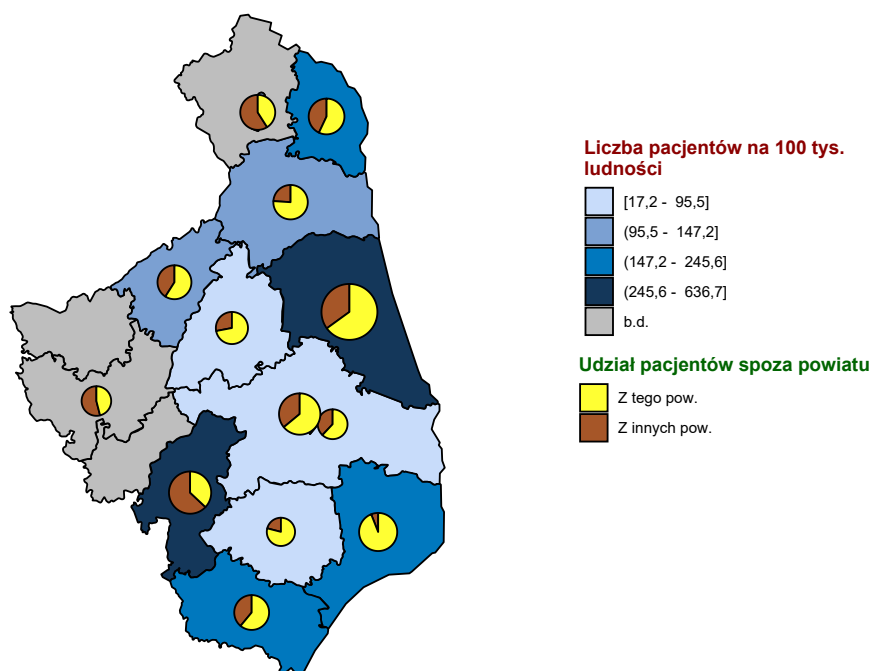 Liczba pacjentów na 100 tys.
ludności
[17,2 - 95,5]
(95,5 - 147,2]
(147,2 - 245,6]
(245,6 - 636,7]
b.d.
Udział pacjentów spoza powiatu
Z tego pow.
Z innych pow.